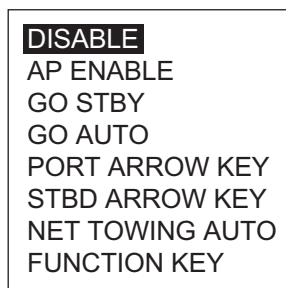 DISABLE
AP ENABLE
GO STBY
GO AUTO
PORT ARROW KEY
STBD ARROW KEY
NET TOWING AUTO
FUNCTION KEY